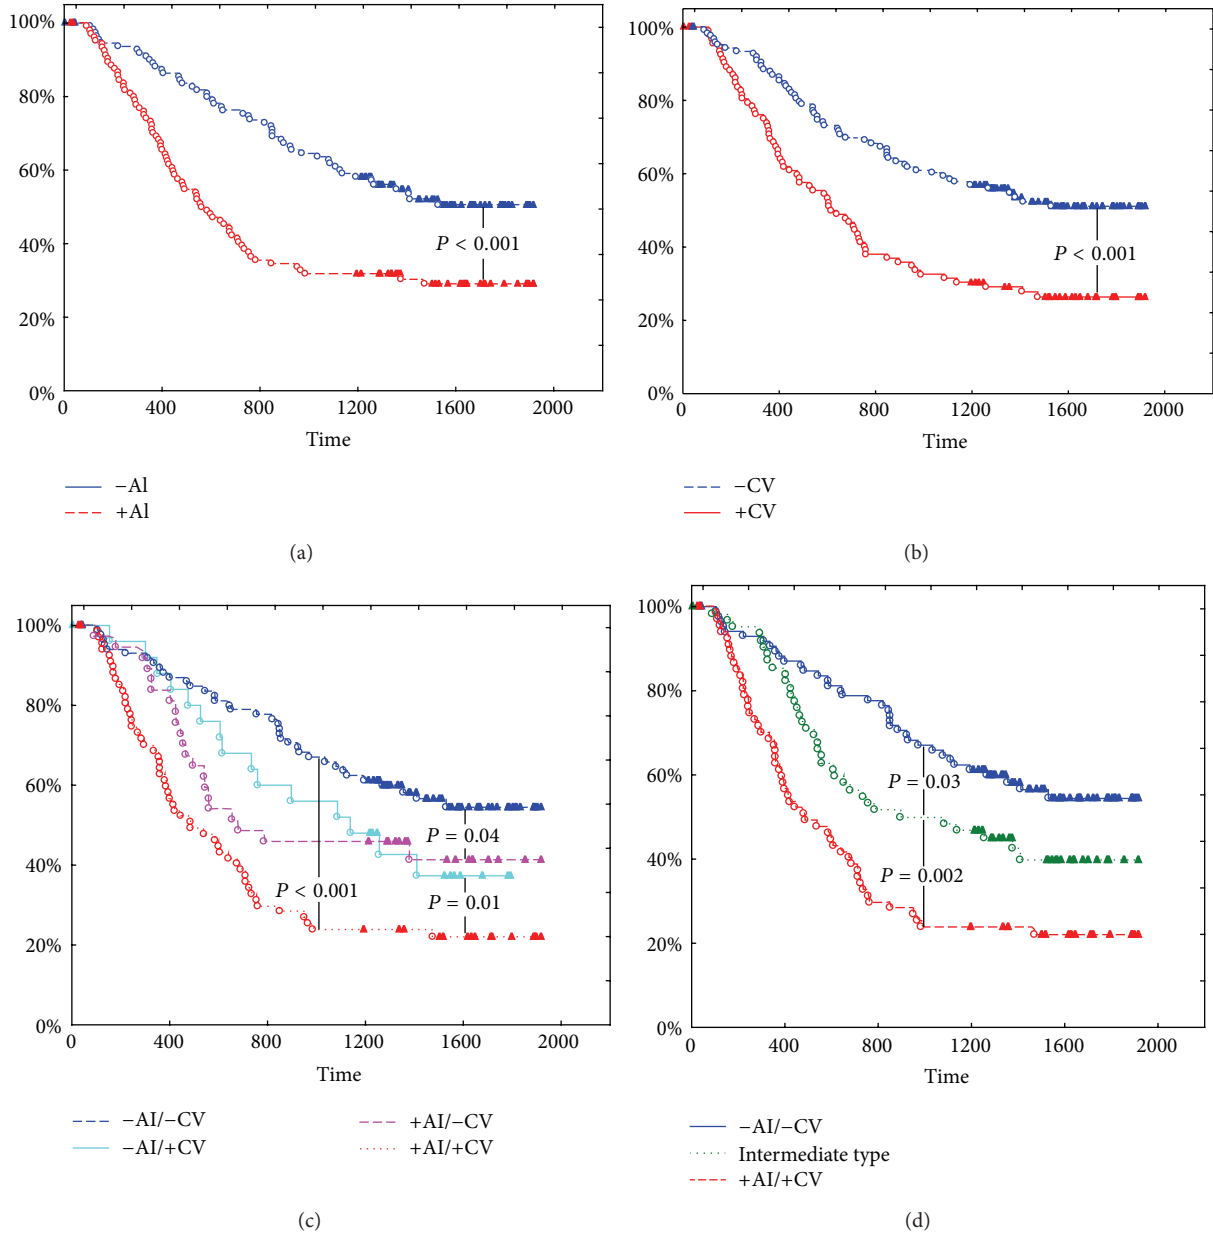 100%
80%
60%
40%
20%
0%
P < 0.001
0 400 800 1200 1600 2000
Time
−Al
+Al
(a)
100%
80%
60%
40%
20%
0%
P < 0.001
0 400 800 1200 1600 2000
Time
−CV
+CV
(b)
100%
80%
60%
40%
20%
0%
P = 0.04
P < 0.001
P = 0.01
0 400 800 1200 1600 2000
Time
−AI/−CV
−AI/+CV
+AI/−CV
+AI/+CV
(c)
100%
80%
60%
40%
20%
0%
P = 0.03
P = 0.002
0 400 800 1200 1600 2000
Time
−AI/−CV
Intermediate type
+AI/+CV
(d)